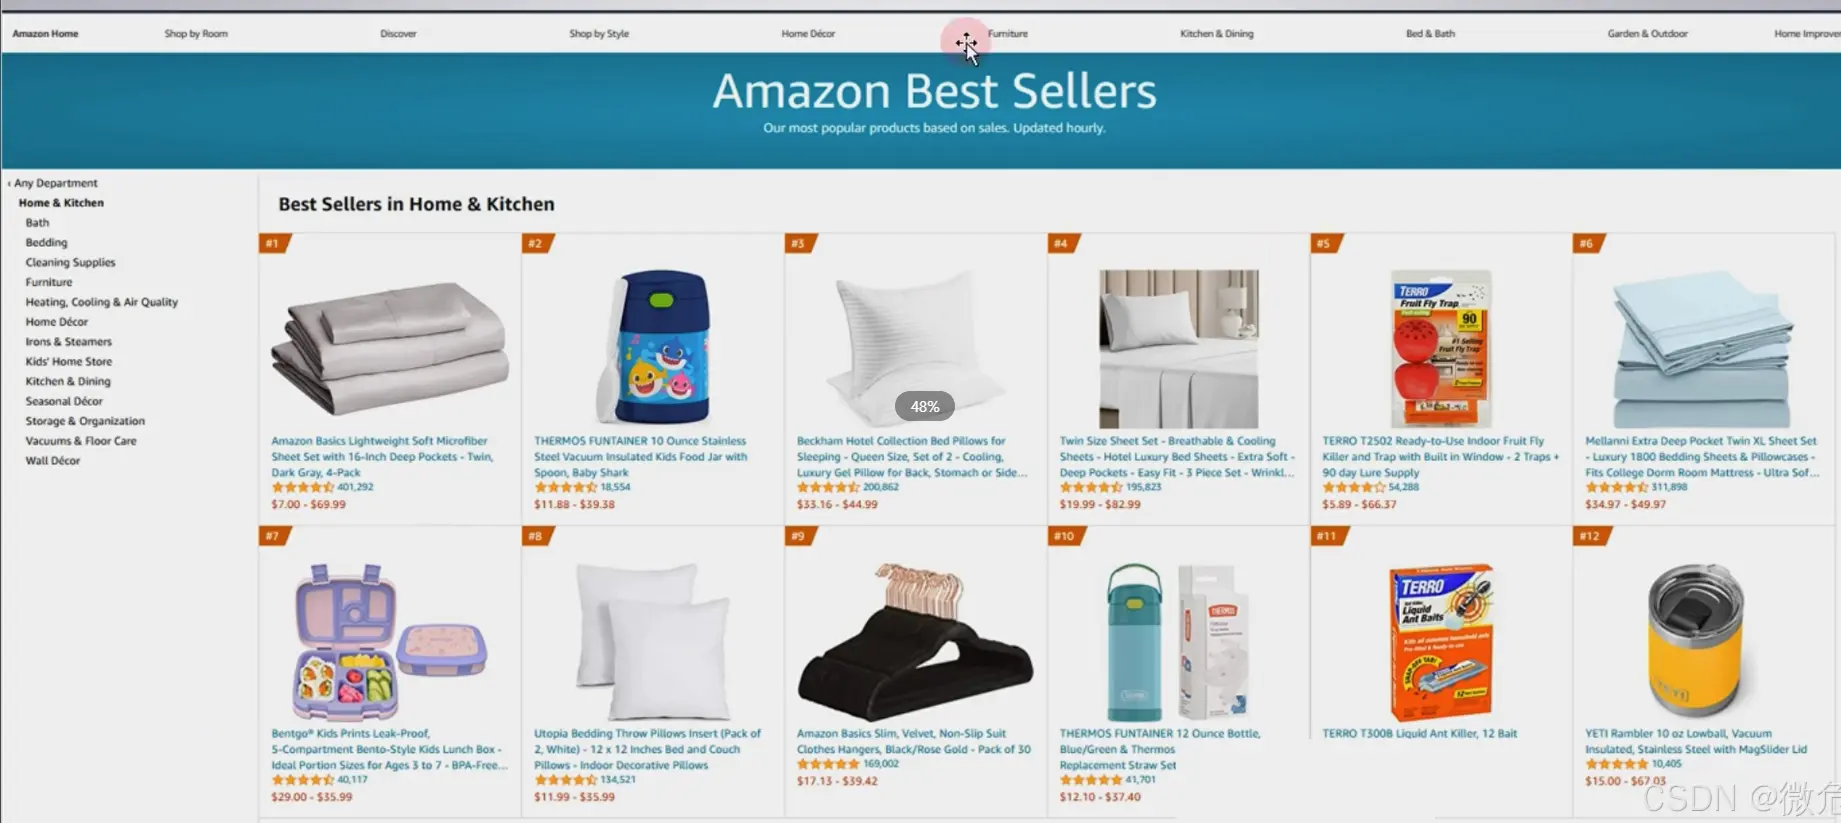 Amazon Home
Shop by Room
Discover
Shop by Style
Home Décor
Furniture
Kitchen & Dining
Bed & Bath
Garden & Outdoor
Home Improve
Amazon Best Sellers
Our most popular products based on sales. Updated hourly.
‹ Any Department
Home & Kitchen
Bath
Bedding
Cleaning Supplies
Furniture
Heating, Cooling & Air Quality
Home Décor
Irons & Steamers
Kids' Home Store
Kitchen & Dining
Seasonal Décor
Storage & Organization
Vacuums & Floor Care
Wall Décor
Best Sellers in Home & Kitchen
#1
Amazon Basics Lightweight Soft Microfiber
Sheet Set with 16-Inch Deep Pockets - Twin,
Dark Gray, 4-Pack
401,292
$7.00 - $69.99
#2
THERMOS FUNTAINER 10 Ounce Stainless
Steel Vacuum Insulated Kids Food Jar with
Spoon, Baby Shark
18,554
$11.88 - $39.38
#3
48%
Beckham Hotel Collection Bed Pillows for
Sleeping - Queen Size, Set of 2 - Cooling,
Luxury Gel Pillow for Back, Stomach or Side...
200,862
$33.16 - $44.99
#4
Twin Size Sheet Set - Breathable & Cooling
Sheets - Hotel Luxury Bed Sheets - Extra Soft -
Deep Pockets - Easy Fit - 3 Piece Set - Wrinkl...
195,823
$19.99 - $82.99
#5
TERRO
Fruit Fly Trap
90
#1 Selling
Fruit Fly Trap
TERRO T2502 Ready-to-Use Indoor Fruit Fly
Killer and Trap with Built in Window - 2 Traps +
90 day Lure Supply
54,288
$5.89 - $66.37
#6
Mellanni Extra Deep Pocket Twin XL Sheet Set
- Luxury 1800 Bedding Sheets & Pillowcases -
Fits College Dorm Room Mattress - Ultra Sof...
311,898
$34.97 - $49.97
#7
Bentgo® Kids Prints Leak-Proof,
5-Compartment Bento-Style Kids Lunch Box -
Ideal Portion Sizes for Ages 3 to 7 - BPA-Free...
40,117
$29.00 - $35.99
#8
Utopia Bedding Throw Pillows Insert (Pack of
2, White) - 12 x 12 Inches Bed and Couch
Pillows - Indoor Decorative Pillows
134,521
$11.99 - $35.99
#9
Amazon Basics Slim, Velvet, Non-Slip Suit
Clothes Hangers, Black/Rose Gold - Pack of 30
169,002
$17.13 - $39.42
#10
THERMOS
THERMOS FUNTAINER 12 Ounce Bottle,
Blue/Green & Thermos
Replacement Straw Set
41,701
$12.10 - $37.40
#11
TERRO
Liquid
Ant Baits
TERRO T300B Liquid Ant Killer, 12 Bait
#12
YETI
YETI Rambler 10 oz Lowball, Vacuum
Insulated, Stainless Steel with MagSlider Lid
10,405
$15.00 - $67.03
CSDN @微危